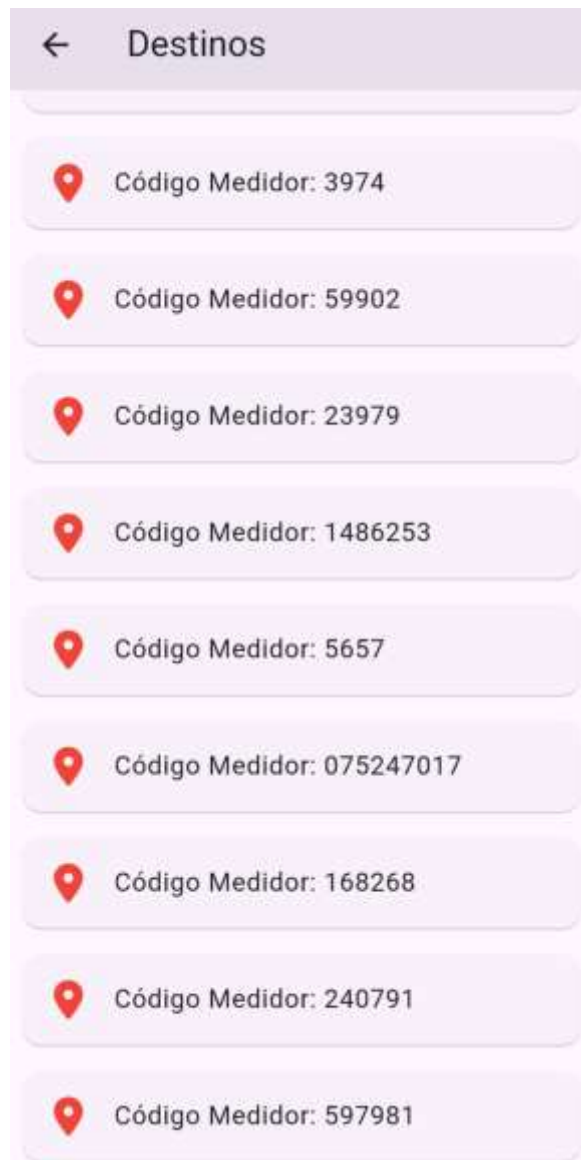 Destinos
Código Medidor: 3974
Código Medidor: 59902
Código Medidor: 23979
Código Medidor: 1486253
Código Medidor: 5657
Código Medidor: 075247017
Código Medidor: 168268
Código Medidor: 240791
Código Medidor: 597981